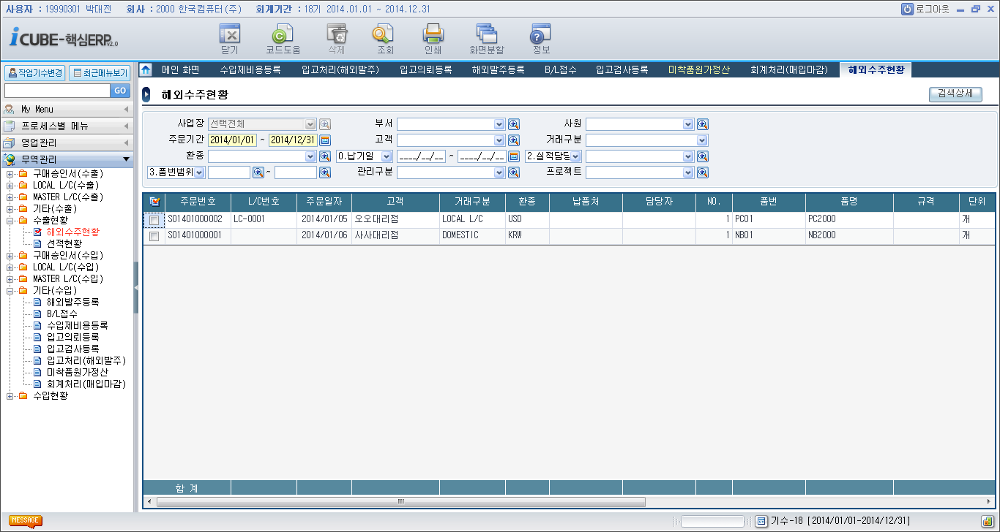 사용자 : 19990301 박대전 회사 : 2000 한국컴퓨터(주) 회계기간 : 18기 2014.01.01 ~ 2014.12.31 로그아웃
iCUBE-핵심ERP v2.0
닫기 코드도움 삭제 조회 인쇄 화면분할 정보
작업기수변경 최근메뉴보기
메인 화면 수입제비용등록 입고처리(해외발주) 입고의뢰등록 해외발주등록 B/L접수 입고검사등록 미착품원가정산 회계처리(매입마감) 해외수주현황
GO
해외수주현황 검색상세
My Menu
프로세스별 메뉴
영업관리
무역관리
구매승인서(수출)
LOCAL L/C(수출)
MASTER L/C(수출)
기타(수출)
수출현황
해외수주현황
선적현황
구매승인서(수입)
LOCAL L/C(수입)
MASTER L/C(수입)
기타(수입)
해외발주등록
B/L접수
수입제비용등록
입고의뢰등록
입고검사등록
입고처리(해외발주)
미착품원가정산
회계처리(매입마감)
수입현황
사업장 선택전체 부서 사원
주문기간 2014/01/01 ~ 2014/12/31 고객 거래구분
환종 0.납기일 ____/__/__ ~ ____/__/__ 2.실적담당
3.품번범위 ~ 관리구분 프로젝트
주문번호 L/C번호 주문일자 고객 거래구분 환종 납품처 담당자 NO. 품번 품명 규격 단위
SO1401000002 LC-0001 2014/01/05 오오대리점 LOCAL L/C USD 1 PC01 PC2000 개
SO1401000001 2014/01/06 사사대리점 DOMESTIC KRW 1 NB01 NB2000 개
합 계
MESSAGE 기수-18 [2014/01/01-2014/12/31]